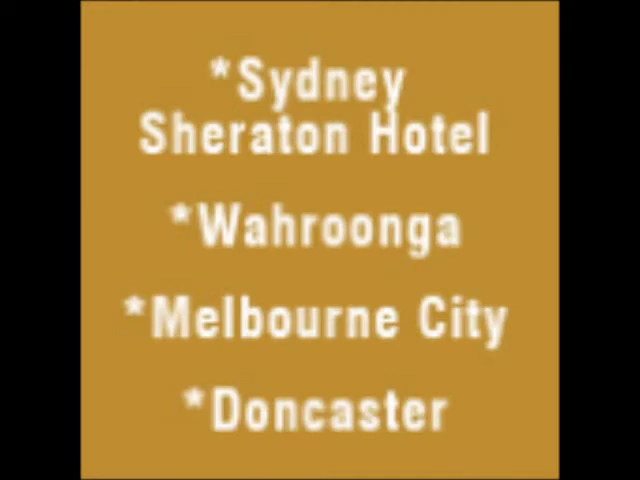 *Sydney
Sheraton Hotel
*Wahroonga
*Melbourne City
*Doncaster